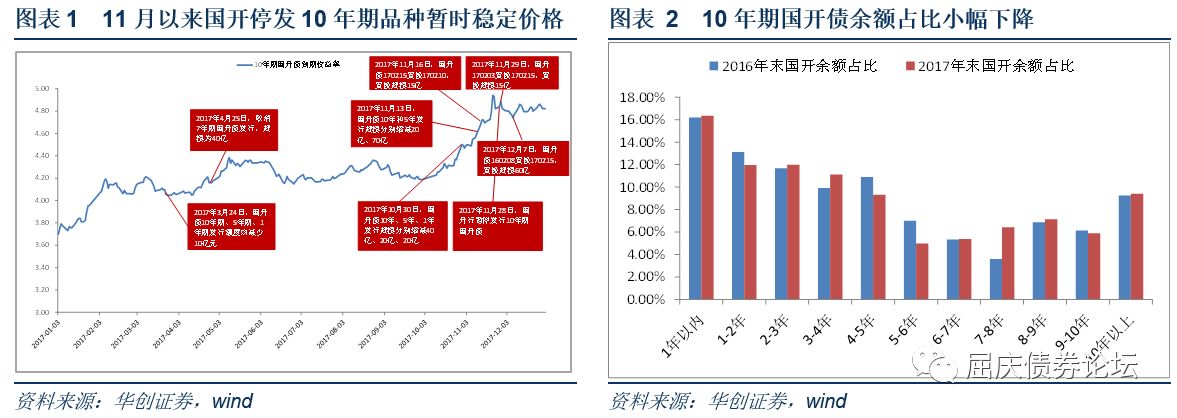 图表 1 11 月以来国开停发 10 年期品种暂时稳定价格
10年期国开债到期收益率
5.00
4.80
4.60
4.40
4.20
4.00
3.80
3.60
3.40
3.20
3.00
2017年3月24日，国开
债10年期、5年期、1
年期发行额度均减少
10亿元
2017年4月25日，取消
7年期国开债发行，规
模为40亿
2017年10月30日，国开
债10年、5年、1年
发行规模分别缩减40
亿、20亿、20亿
2017年11月13日，
国开债10年和5年发
行规模分别缩减20
亿、70亿
2017年11月16日，国开
债170215置换170210，
置换规模15亿
2017年11月28日，国
开行暂停发行10年期
国开债
2017年11月29日，国开
170203置换170215，置
换规模15亿
2017年12月7日，国开
债160208置换170215，
置换规模60亿
2017-01-03
2017-02-03
2017-03-03
2017-04-03
2017-05-03
2017-06-03
2017-07-03
2017-08-03
2017-09-03
2017-10-03
2017-11-03
2017-12-03
资料来源：华创证券，wind
图表 2 10 年期国开债余额占比小幅下降
2016年末国开余额占比
2017年末国开余额占比
18.00%
16.00%
14.00%
12.00%
10.00%
8.00%
6.00%
4.00%
2.00%
0.00%
1年以内
1-2年
2-3年
3-4年
4-5年
5-6年
6-7年
7-8年
8-9年
9-10年
10年以上
屈庆债券论坛
资料来源：华创证券，wind